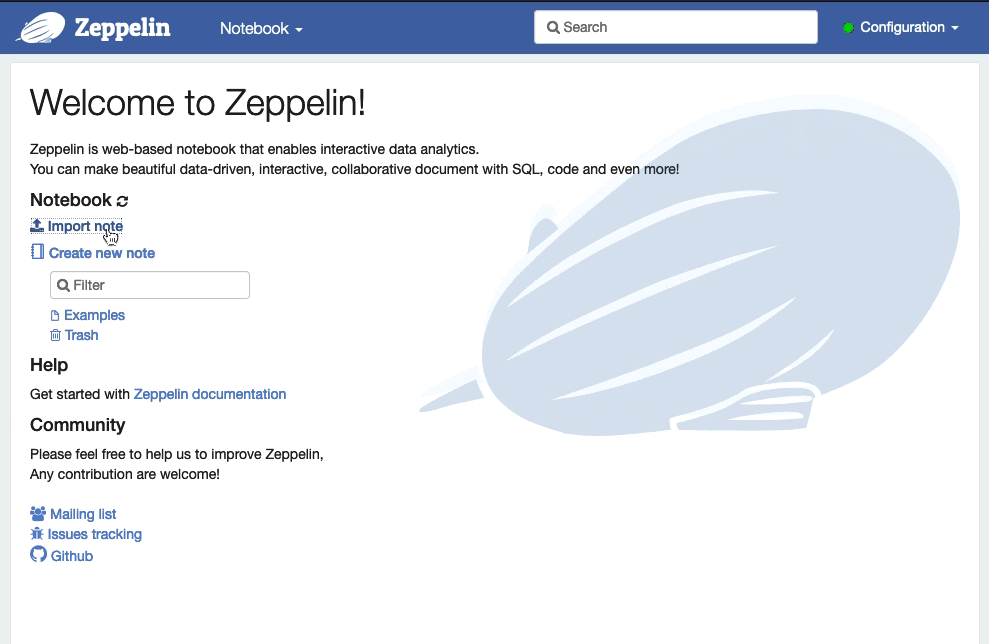 Zeppelin
Notebook
Search
Configuration
Welcome to Zeppelin!
Zeppelin is web-based notebook that enables interactive data analytics.
You can make beautiful data-driven, interactive, collaborative document with SQL, code and even more!
Notebook
Import note
Create new note
Filter
Examples
Trash
Help
Get started with Zeppelin documentation
Community
Please feel free to help us to improve Zeppelin,
Any contribution are welcome!
Mailing list
Issues tracking
Github